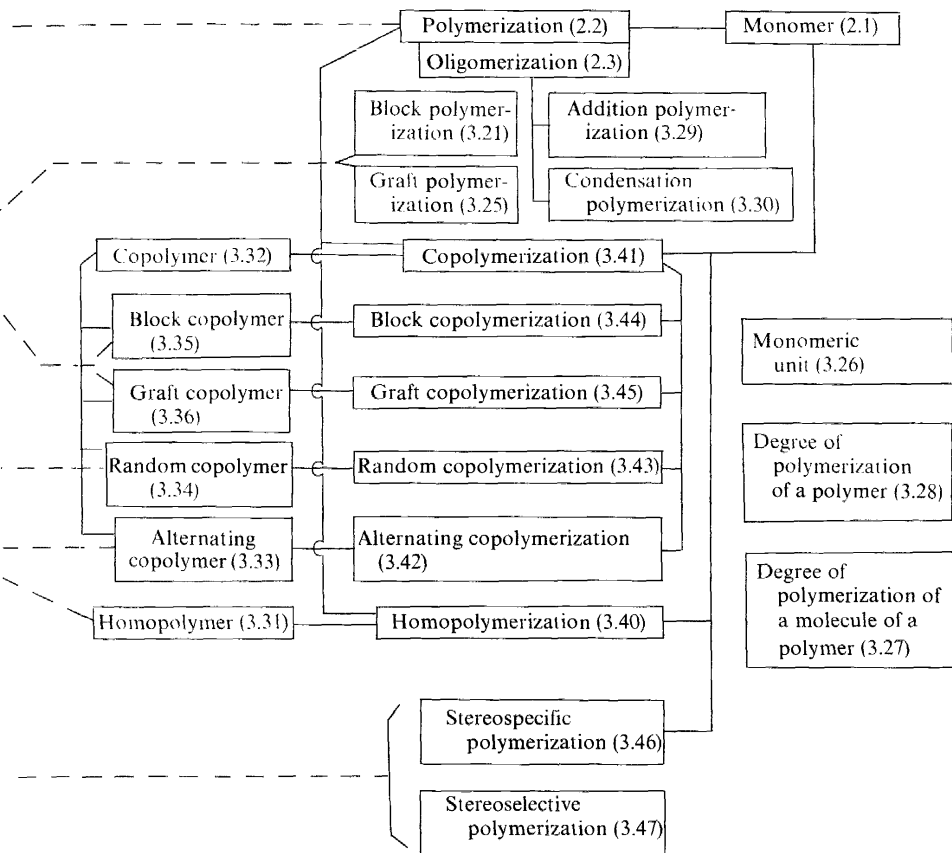 Polymerization (2.2)
Monomer (2.1)
Oligomerization (2.3)
Block polymer-
ization (3.21)
Addition polymer-
ization (3.29)
Graft polymer-
ization (3.25)
Condensation
polymerization (3.30)
Copolymer (3.32)
Copolymerization (3.41)
Block copolymer
(3.35)
Block copolymerization (3.44)
Monomeric
unit (3.26)
Graft copolymer
(3.36)
Graft copolymerization (3.45)
Random copolymer
(3.34)
Random copolymerization (3.43)
Degree of
polymerization
of a polymer (3.28)
Alternating
copolymer (3.33)
Alternating copolymerization
(3.42)
Degree of
polymerization of
a molecule of a
polymer (3.27)
Homopolymer (3.31)
Homopolymerization (3.40)
Stereospecific
polymerization (3.46)
Stereoselective
polymerization (3.47)